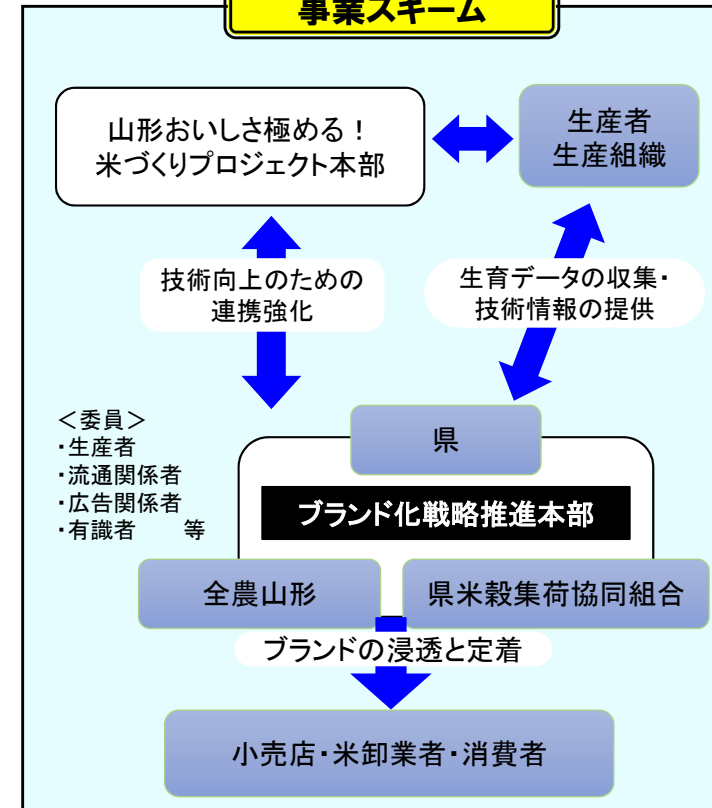 事業スキーム
山形おいしさ極める！
米づくりプロジェクト本部
生産者
生産組織
技術向上のための
連携強化
生育データの収集・
技術情報の提供
＜委員＞
・生産者
・流通関係者
・広告関係者
・有識者　　等
県
ブランド化戦略推進本部
全農山形
県米穀集荷協同組合
ブランドの浸透と定着
小売店・米卸業者・消費者